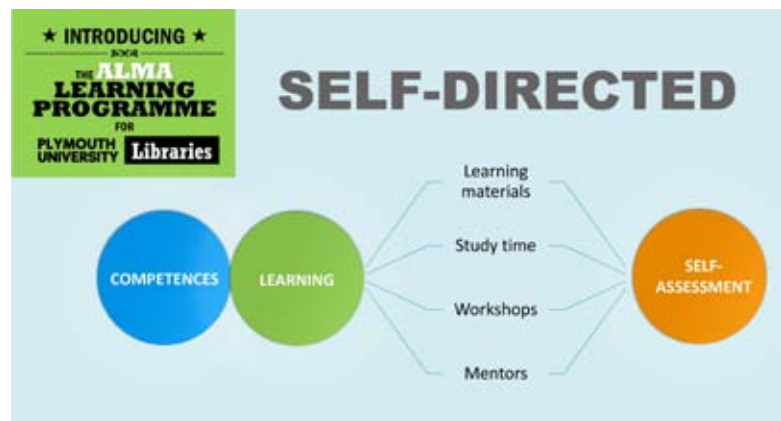 ★ INTRODUCING ★
THE ALMA
LEARNING
PROGRAMME
FOR
PLYMOUTH
UNIVERSITY Libraries
SELF-DIRECTED
Learning
materials
Study time
Workshops
Mentors
COMPETENCES
LEARNING
SELF-
ASSESSMENT